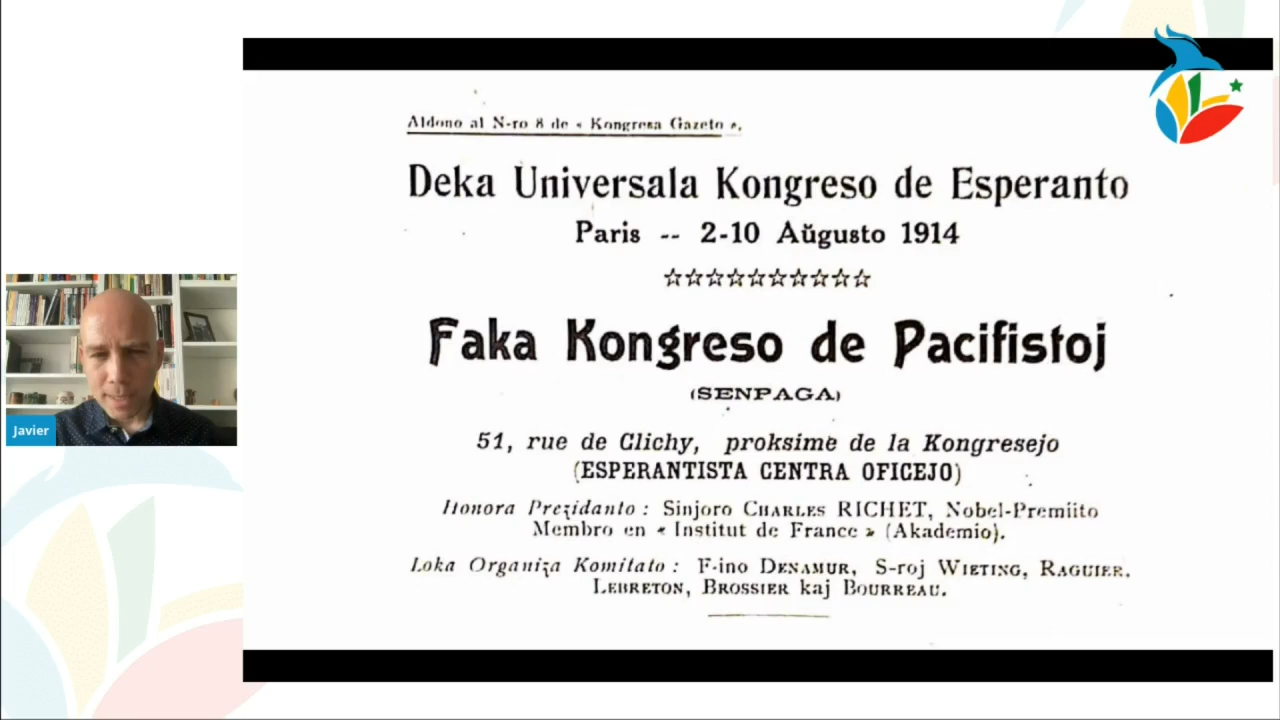 Aldono al N-ro 8 de « Kongresa Gazeto ».
Deka Universala Kongreso de Esperanto
Paris -- 2-10 Aŭgusto 1914
☆☆☆☆☆☆☆☆☆☆
Faka Kongreso de Pacifistoj
(SENPAGA)
51, rue de Clichy, proksime de la Kongresejo
(ESPERANTISTA CENTRA OFICEJO)
Honora Prezidanto : Sinjoro CHARLES RICHET, Nobel-Premiito
Membro en « Institut de France » (Akademio).
Loka Organiza Komitato : F-ino DENAMUR, S-roj WIETING, RAGUIER,
LEBRETON, BROSSIER kaj BOURREAU.
Javier